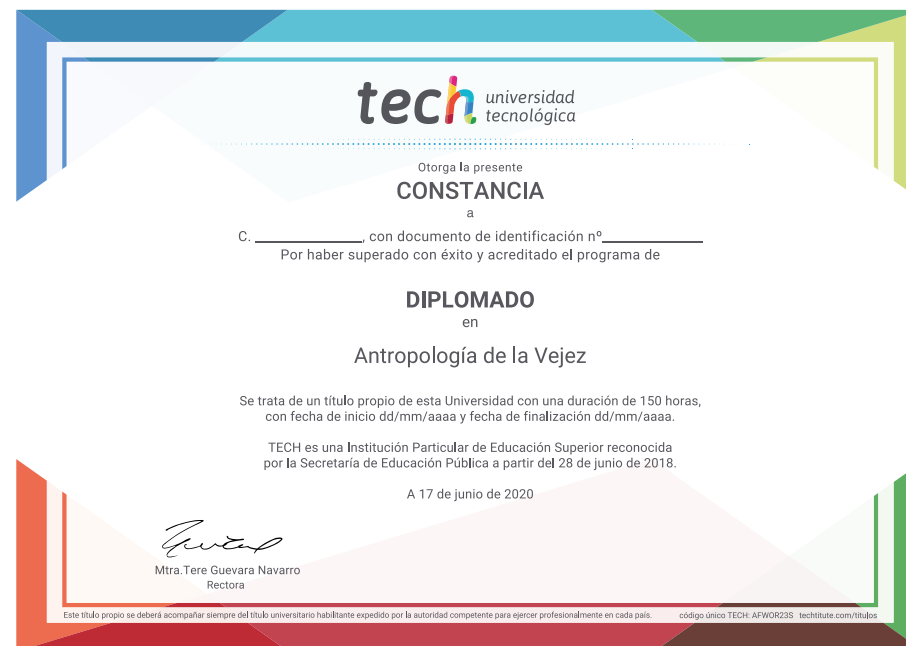 tech universidad
tecnológica
Otorga la presente
CONSTANCIA
a
C. ____________, con documento de identificación nº____________
Por haber superado con éxito y acreditado el programa de
DIPLOMADO
en
Antropología de la Vejez
Se trata de un título propio de esta Universidad con una duración de 150 horas,
con fecha de inicio dd/mm/aaaa y fecha de finalización dd/mm/aaaa.
TECH es una Institución Particular de Educación Superior reconocida
por la Secretaría de Educación Pública a partir del 28 de junio de 2018.
A 17 de junio de 2020
Mtra.Tere Guevara Navarro
Rectora
Este título propio se deberá acompañar siempre del título universitario habilitante expedido por la autoridad competente para ejercer profesionalmente en cada país. código único TECH: AFWOR23S techtitute.com/titulos